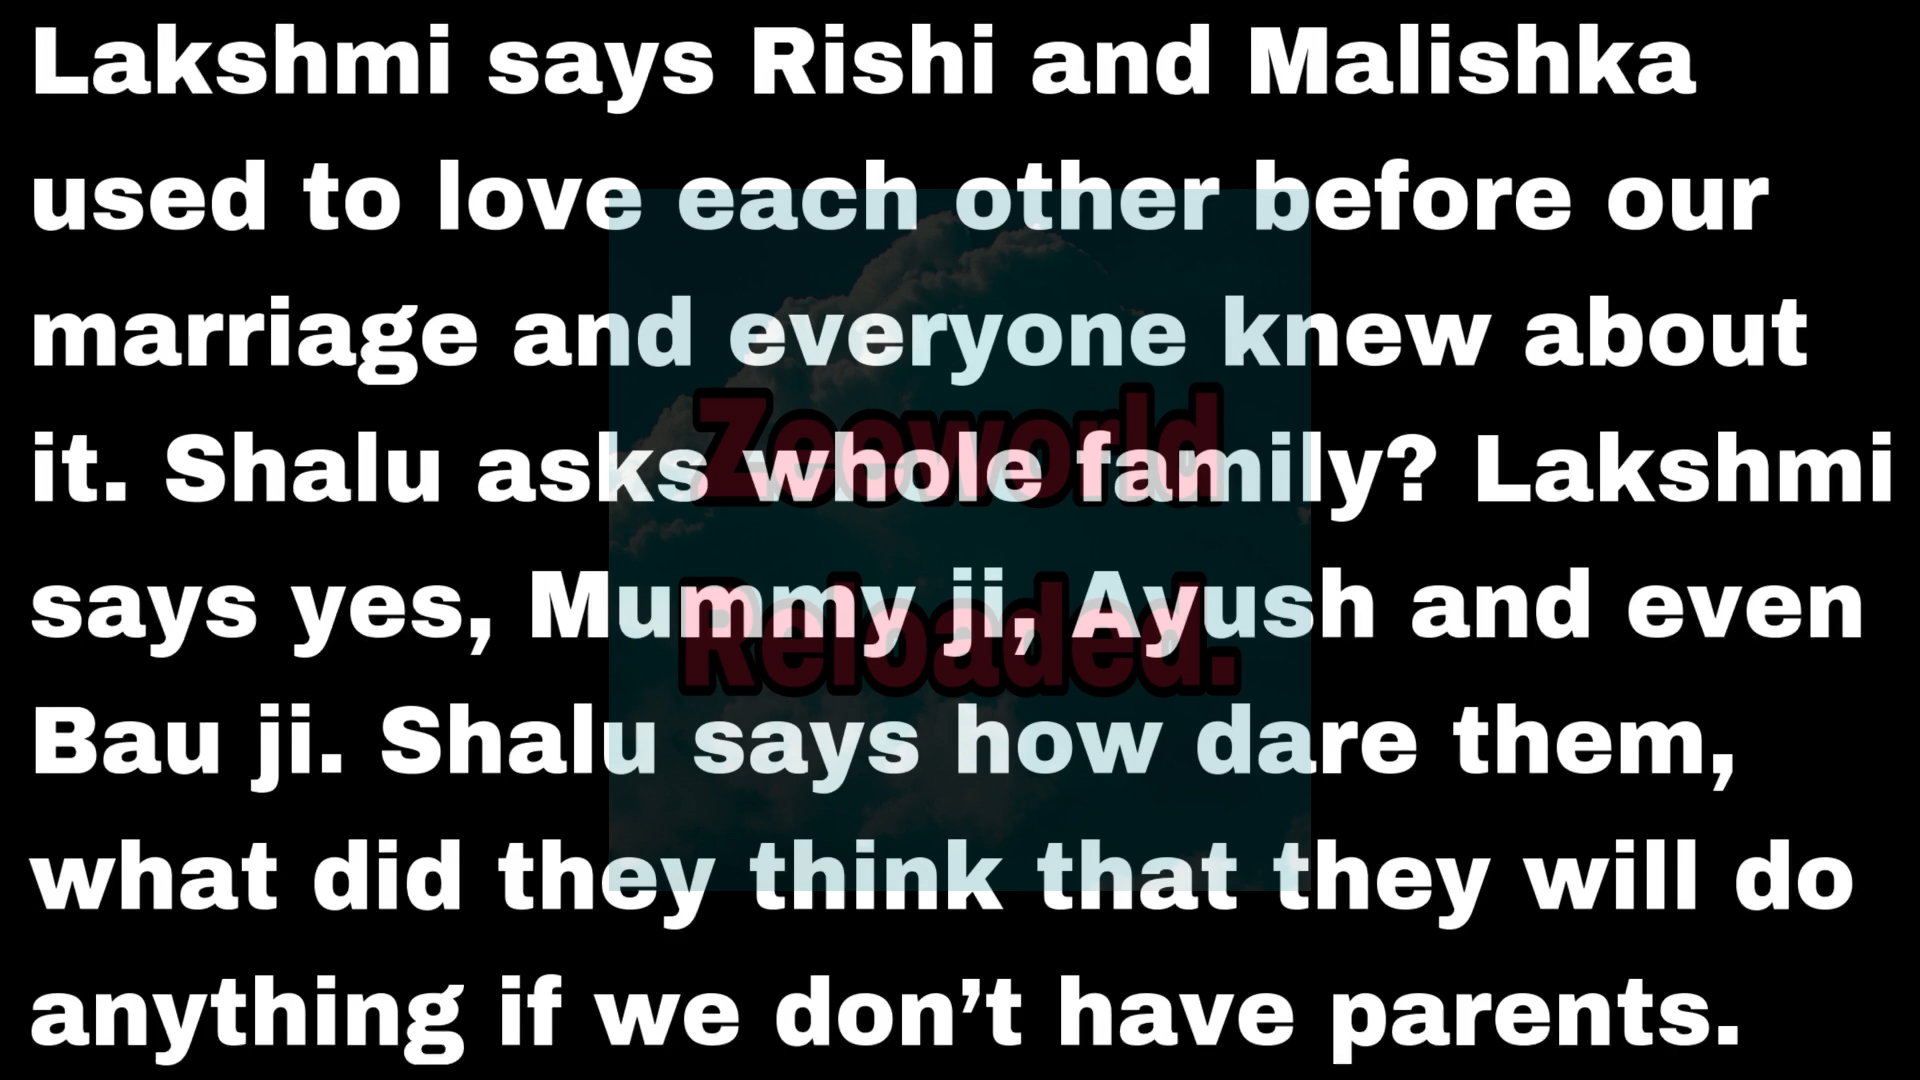 Lakshmi says Rishi and Malishka
used to love each other before our
marriage and everyone knew about
it. Shalu asks whole family? Lakshmi
says yes, Mummy ji, Ayush and even
Bau ji. Shalu says how dare them,
what did they think that they will do
anything if we don’t have parents.
Zeeworld
Reloaded.